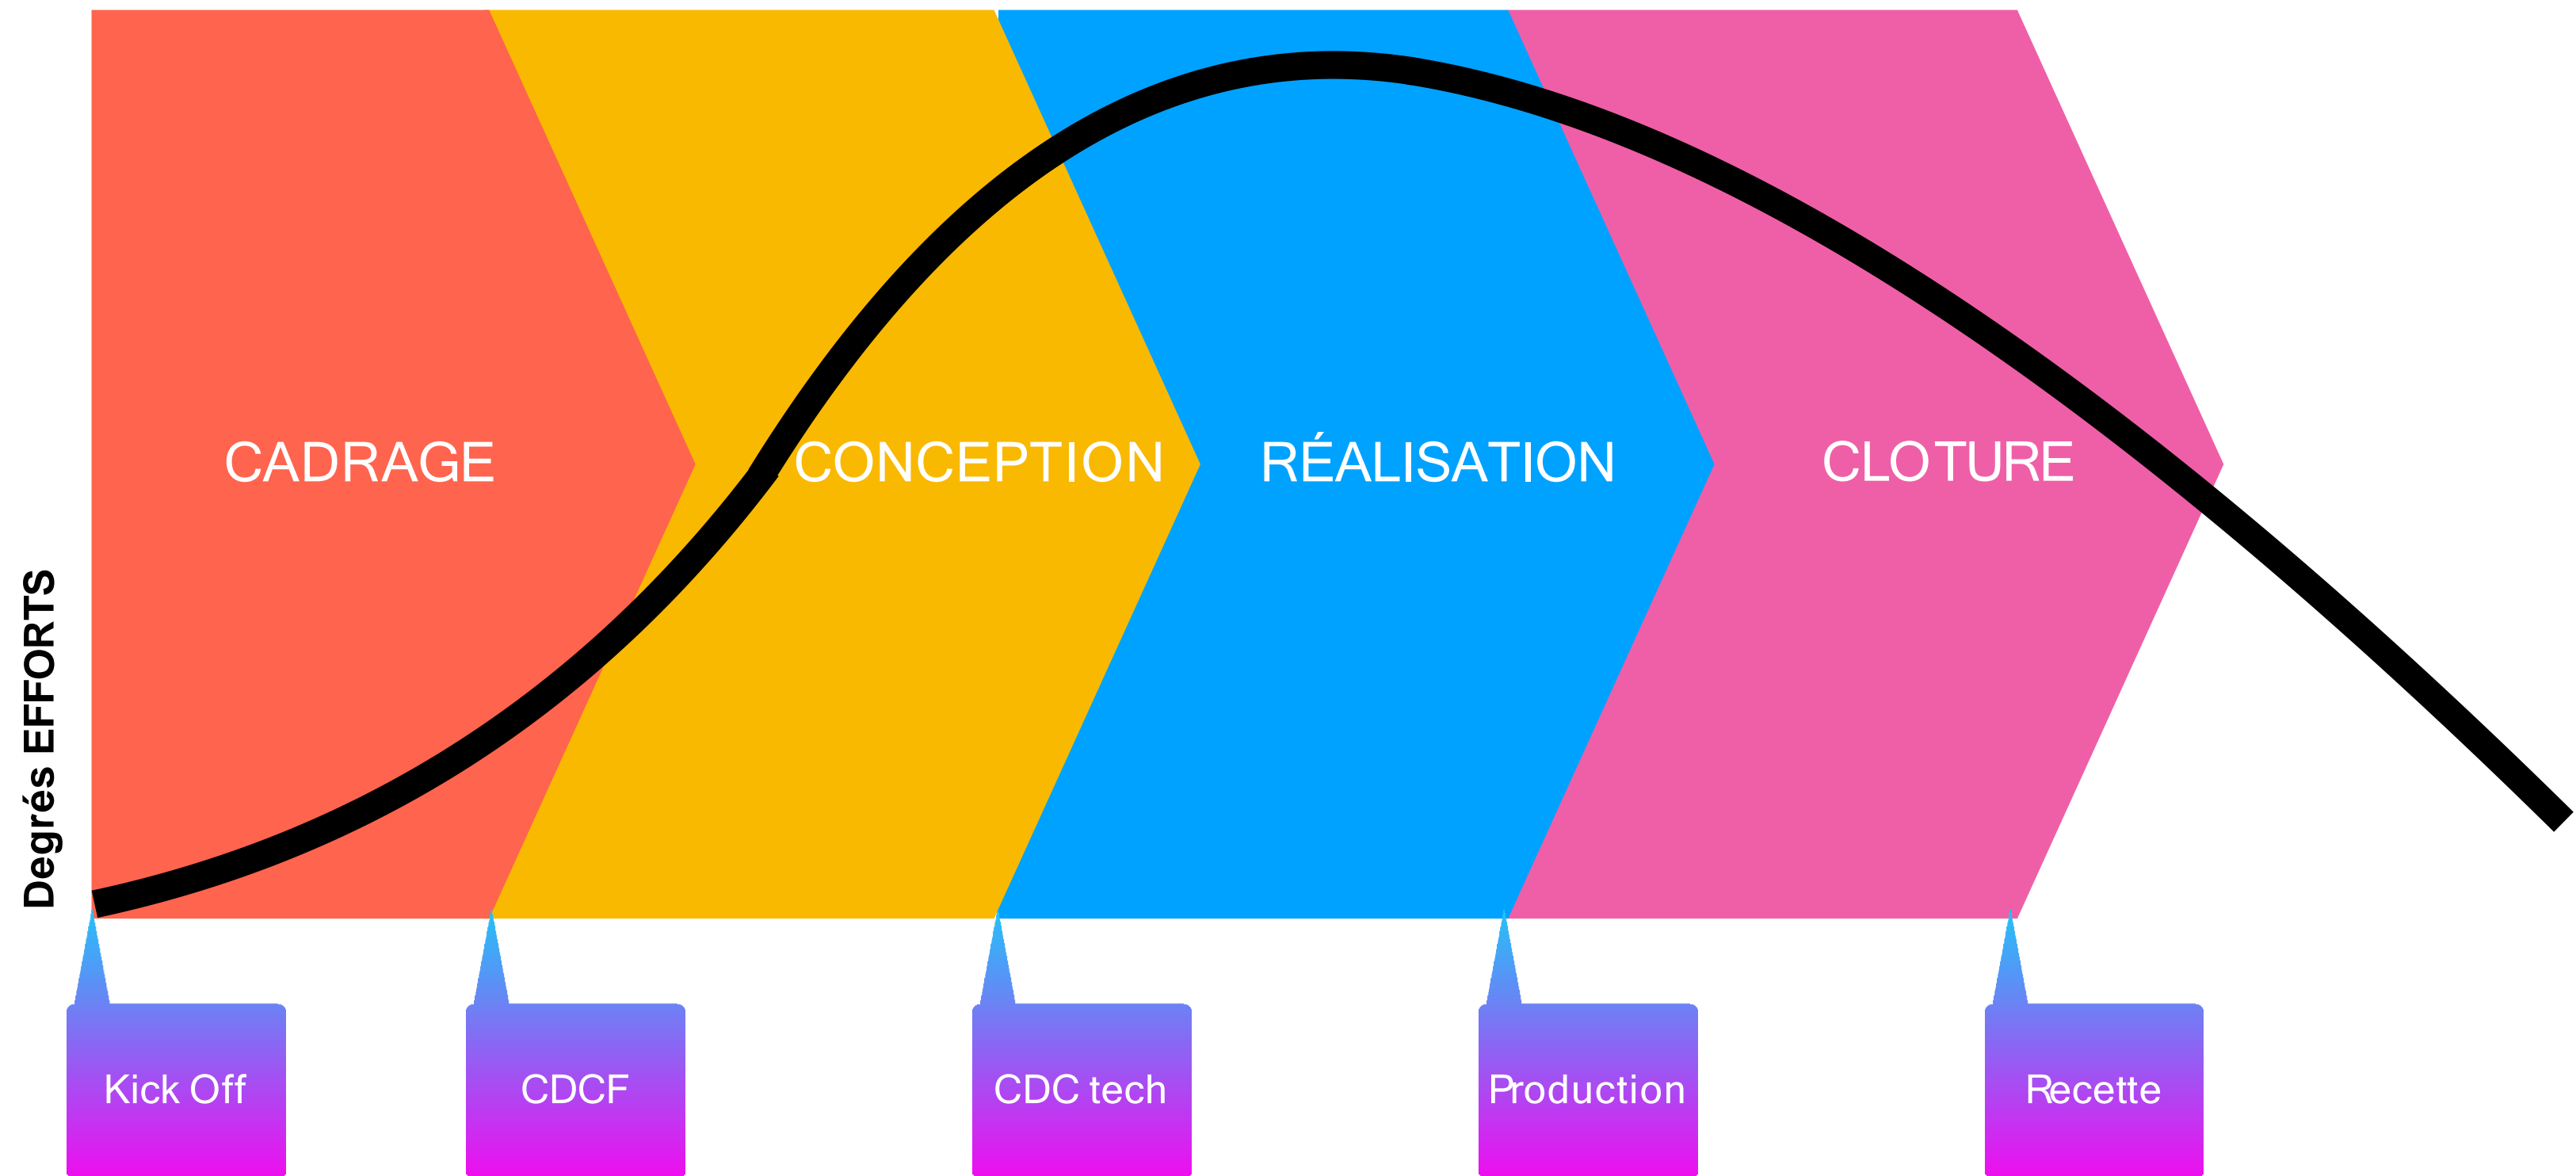 CADRAGE
CONCEPTION
RÉALISATION
CLOTURE
Degrés EFFORTS
Kick Off
CDCF
CDC tech
Production
Recette